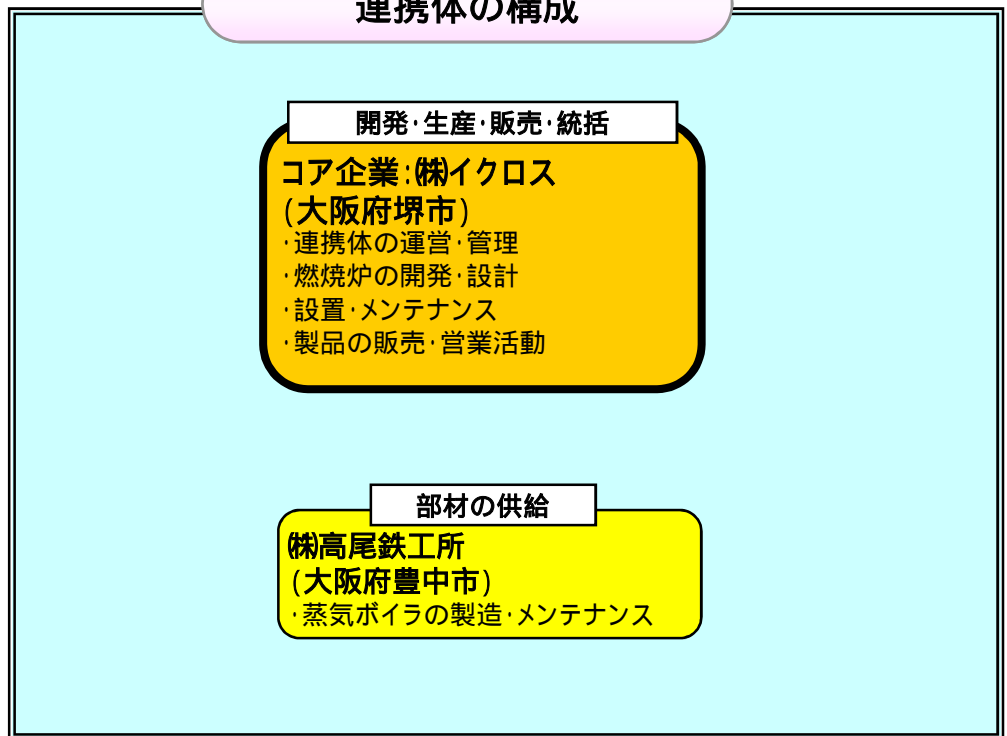 連携体の構成
開発・生産・販売・統括
コア企業：㈱イクロス
(大阪府堺市)
・連携体の運営・管理
・燃焼炉の開発・設計
・設置・メンテナンス
・製品の販売・営業活動
部材の供給
㈱高尾鉄工所
(大阪府豊中市)
・蒸気ボイラの製造・メンテナンス